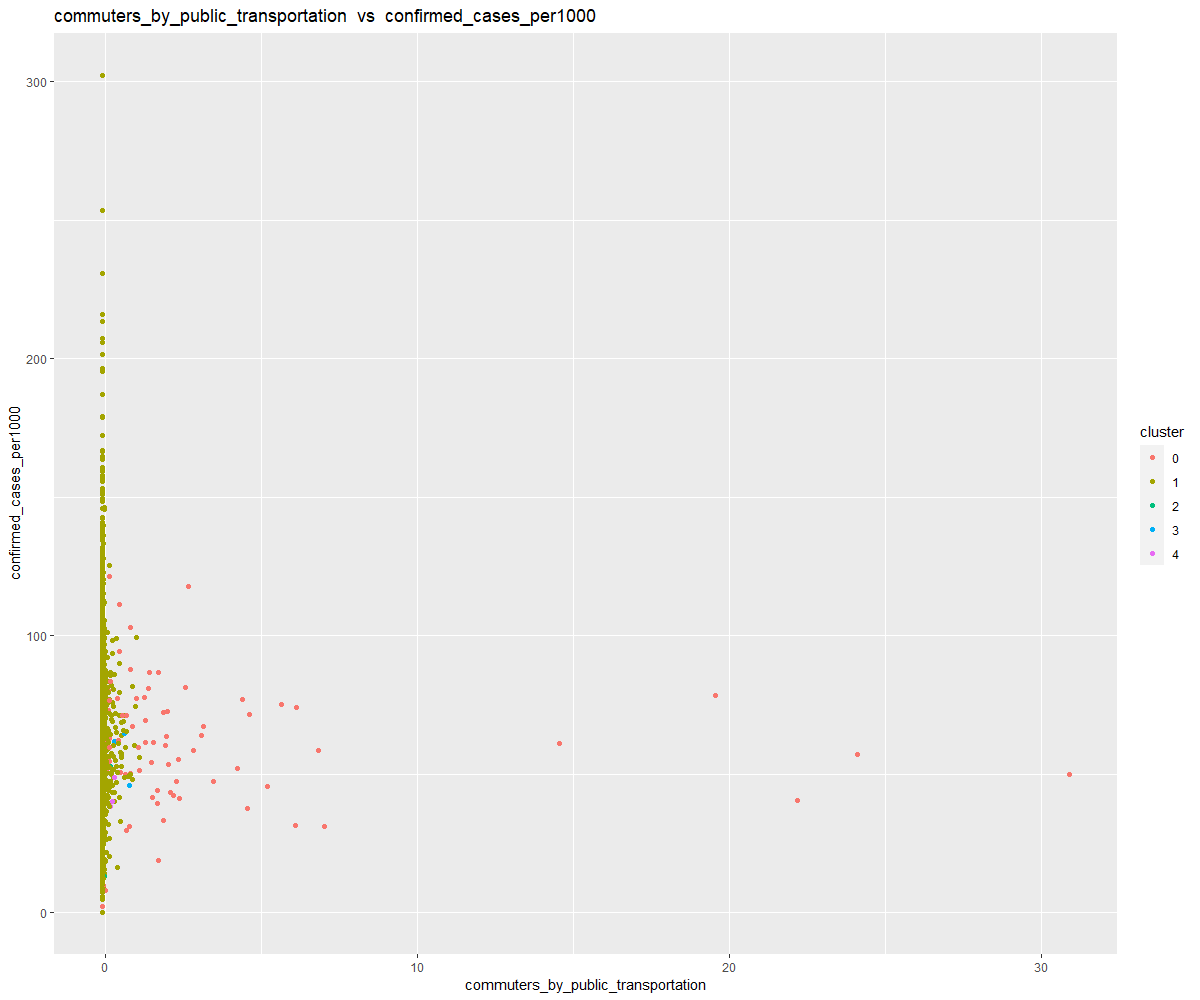 commuters_by_public_transportation vs confirmed_cases_per1000
300
200
100
0
confirmed_cases_per1000
0 10 20 30
commuters_by_public_transportation
cluster
0
1
2
3
4